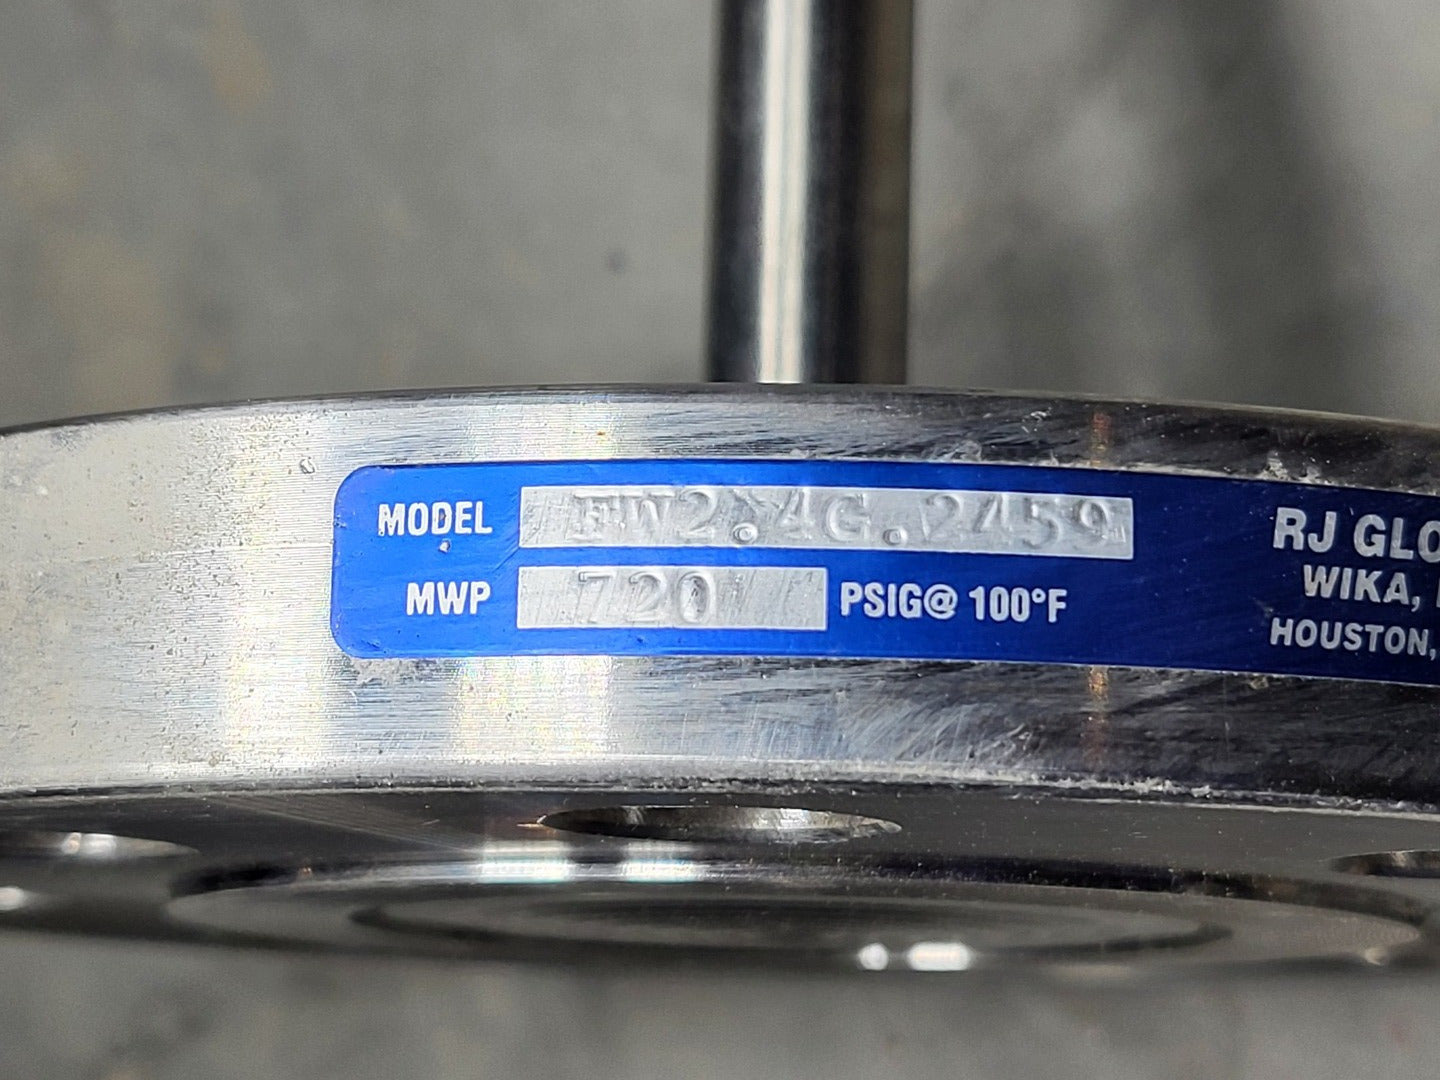 MODEL FW2.4G.2459
MWP 720 PSIG@ 100°F
RJ GLO
WIKA,
HOUSTON,